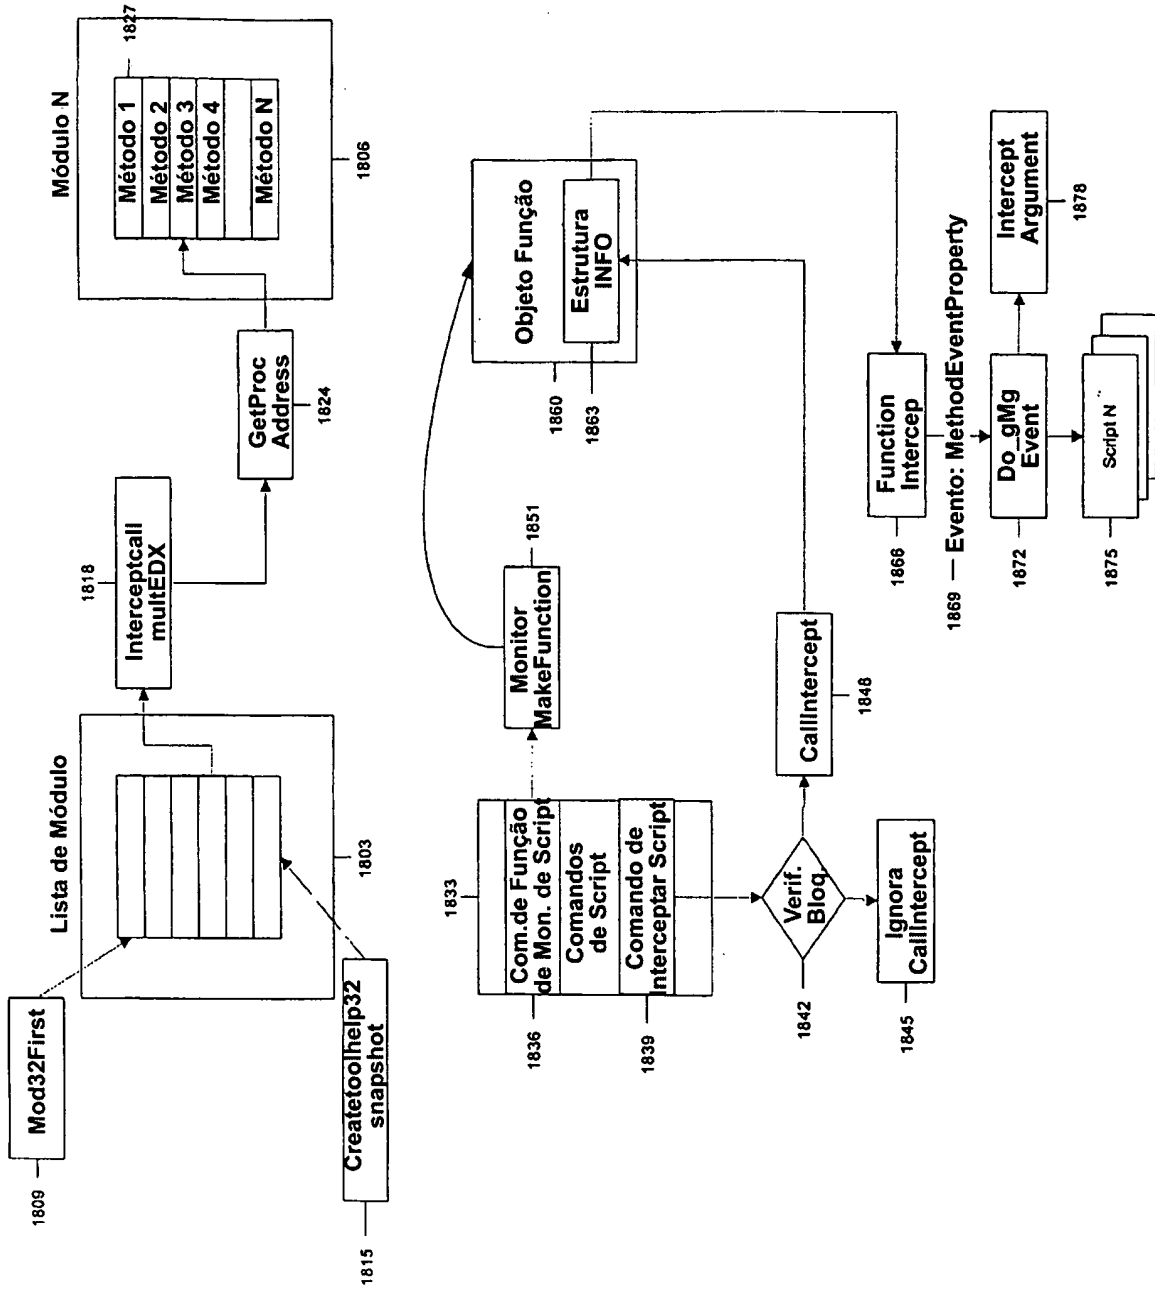 1809
Mod32First
1815
Createtoolhelp32
snapshot
Lista de Módulo
1803
1818
Interceptcall
multEDX
GetProc
Address
1824
Módulo N
1827
Método 1
Método 2
Método 3
Método 4
Método N
1806
1833
1836
Com.de Função
de Mon. de Script
Comandos
de Script
1839
Comando de
Interceptar Script
1842
Verif.
Bloq.
1845
Ignora
CallIntercept
CallIntercept
1848
Monitor
MakeFunction
1851
Objeto Função
Estrutura
INFO
1860
1863
1866
Function
Intercep
1869 — Evento: MethodEventProperty
1872
Do_gMg
Event
1875
Script N
Intercept
Argument
1878